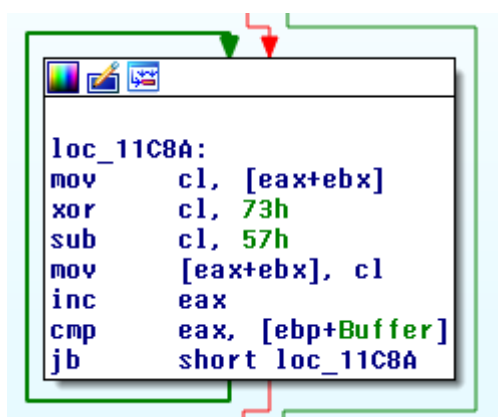 loc_11C8A:
mov cl, [eax+ebx]
xor cl, 73h
sub cl, 57h
mov [eax+ebx], cl
inc eax
cmp eax, [ebp+Buffer]
jb short loc_11C8A